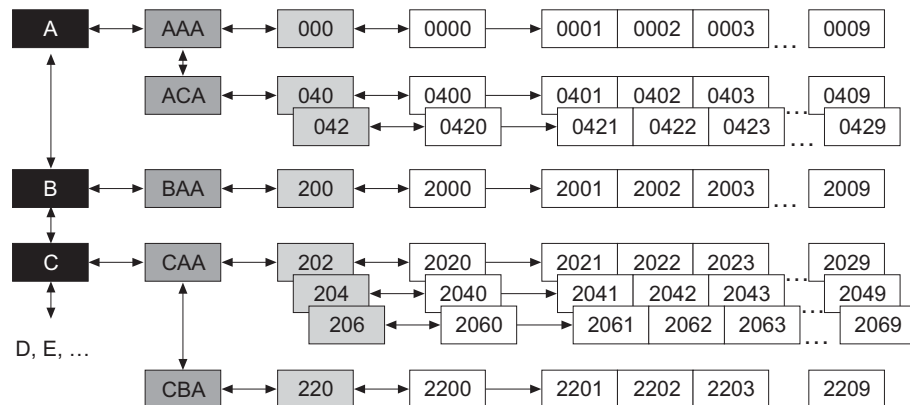 A AAA 000 0000 0001 0002 0003 ... 0009
ACA 040 0400 0401 0402 0403 ... 0409
042 0420 0421 0422 0423 ... 0429
B BAA 200 2000 2001 2002 2003 ... 2009
C CAA 202 2020 2021 2022 2023 ... 2029
204 2040 2041 2042 2043 ... 2049
206 2060 2061 2062 2063 ... 2069
D, E, ...
CBA 220 2200 2201 2202 2203 2209